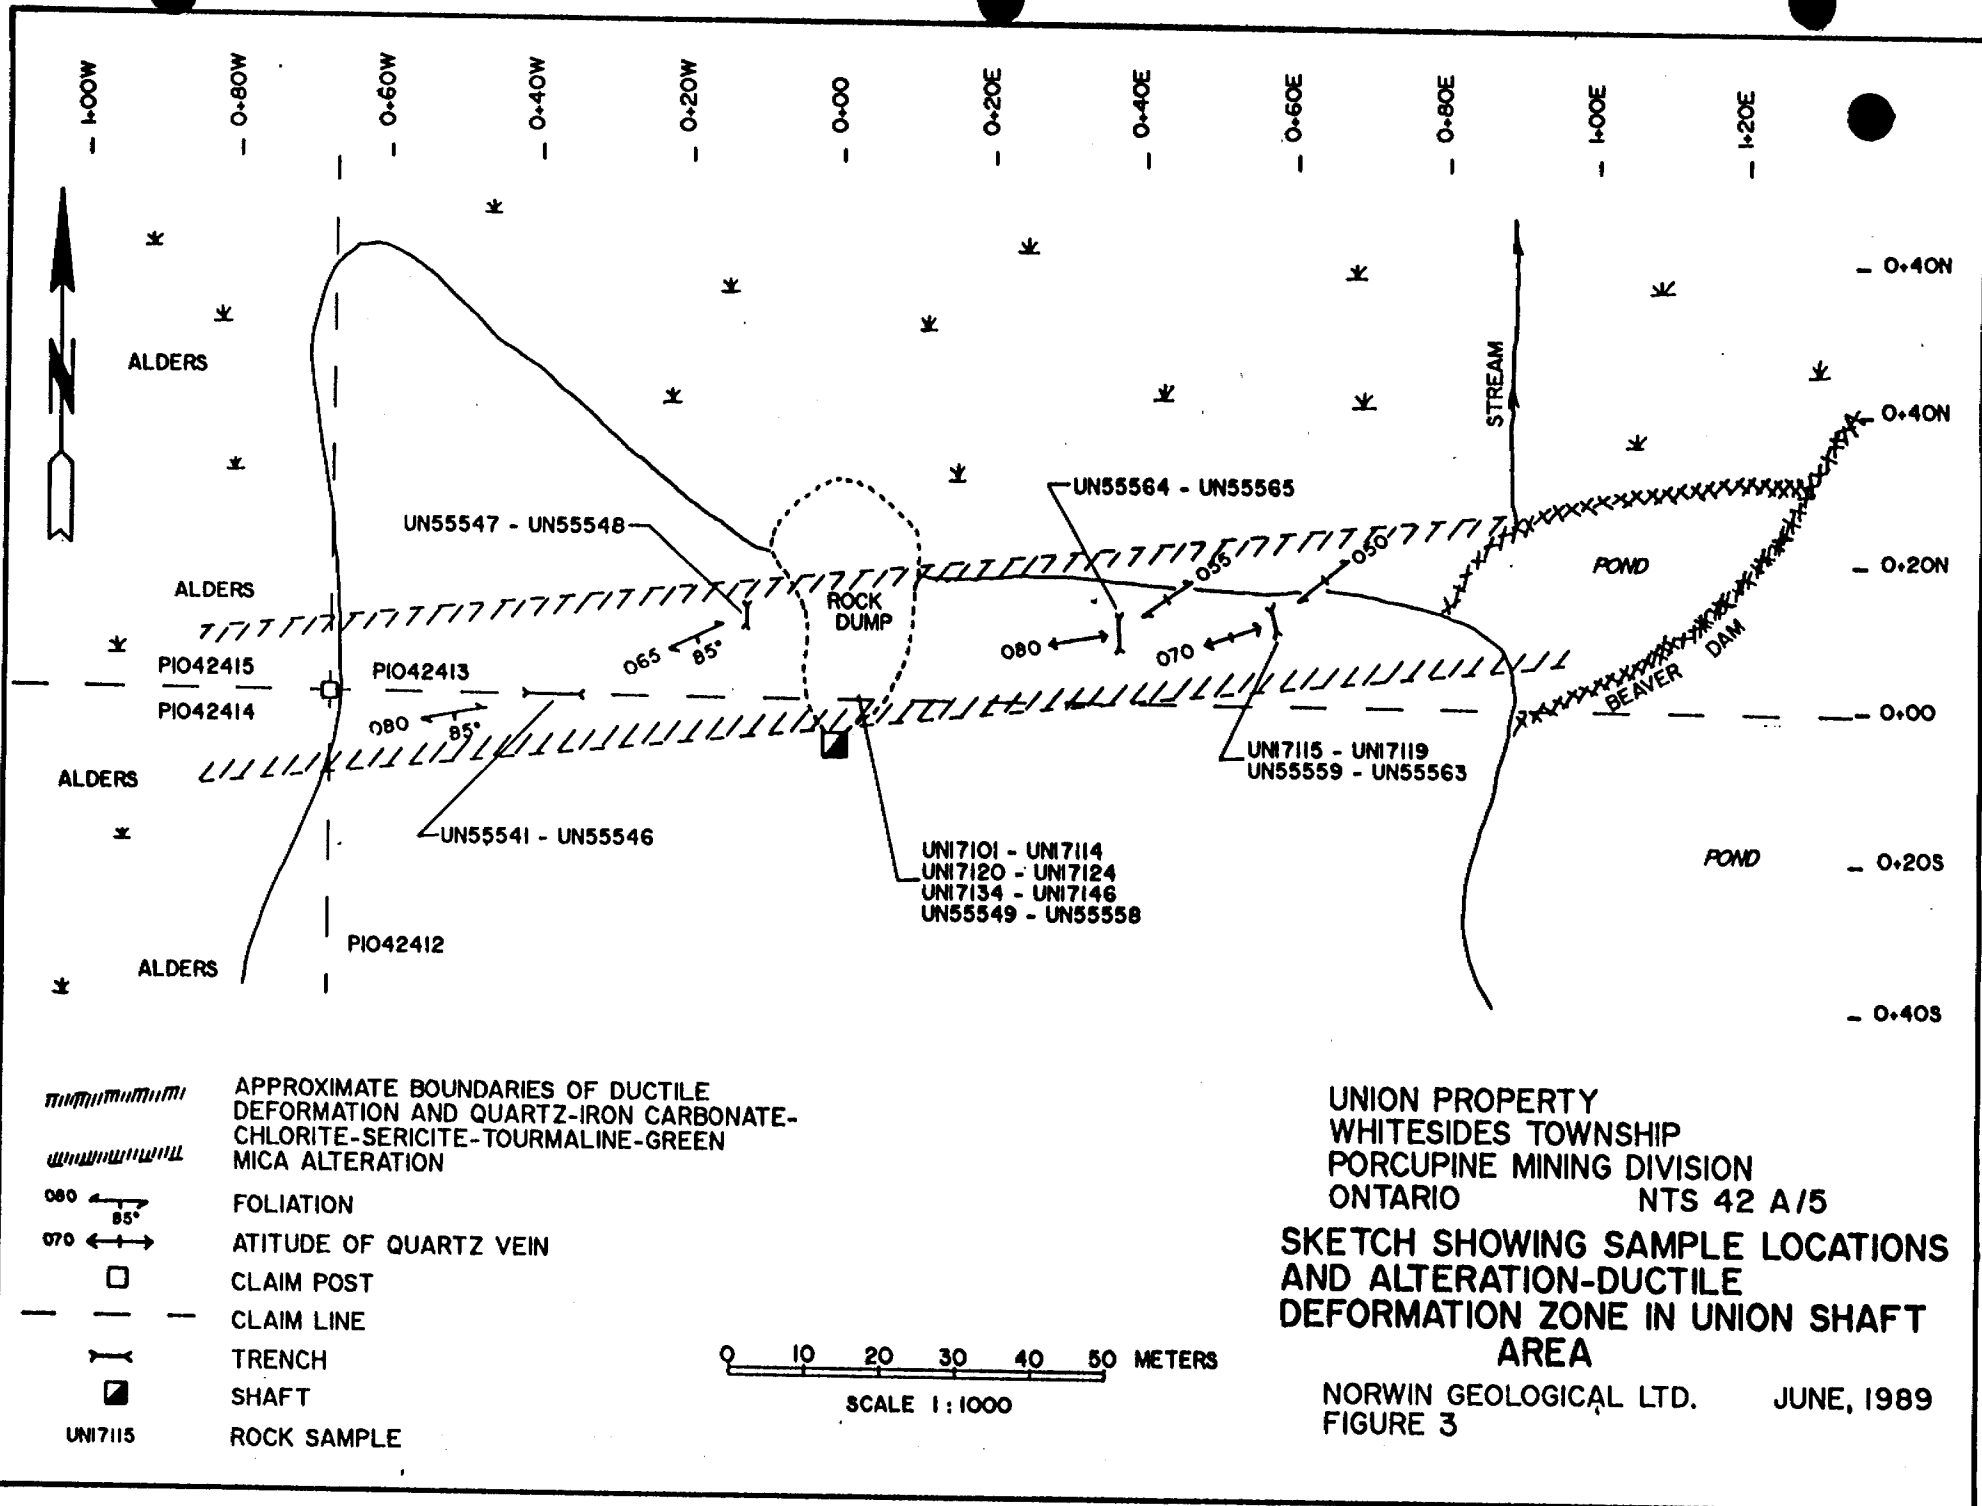 1+00W
0+80W
0+60W
0+40W
0+20W
0+00
0+20E
0+40E
0+60E
0+80E
1+00E
1+20E
N
0+40N
ALDERS
STREAM
0+40N
UN55564 - UN55565
UN55547 - UN55548
055
050
POND
0+20N
ALDERS
ROCK
DUMP
065
85°
080
070
BEAVER DAM
P1042415
P1042413
P1042414
080
85°
0+00
ALDERS
UN17115 - UN17119
UN55559 - UN55563
UN55541 - UN55546
UN17101 - UN17114
UN17120 - UN17124
UN17134 - UN17146
UN55549 - UN55558
POND
0+20S
P1042412
ALDERS
0+40S
APPROXIMATE BOUNDARIES OF DUCTILE
DEFORMATION AND QUARTZ-IRON CARBONATE-
CHLORITE-SERICITE-TOURMALINE-GREEN
MICA ALTERATION
080
85°
FOLIATION
070
ATITUDE OF QUARTZ VEIN
CLAIM POST
CLAIM LINE
TRENCH
SHAFT
UN17115
ROCK SAMPLE
0 10 20 30 40 50 METERS
SCALE 1:1000
UNION PROPERTY
WHITESIDES TOWNSHIP
PORCUPINE MINING DIVISION
ONTARIO NTS 42 A/5
SKETCH SHOWING SAMPLE LOCATIONS
AND ALTERATION-DUCTILE
DEFORMATION ZONE IN UNION SHAFT
AREA
NORWIN GEOLOGICAL LTD. JUNE, 1989
FIGURE 3